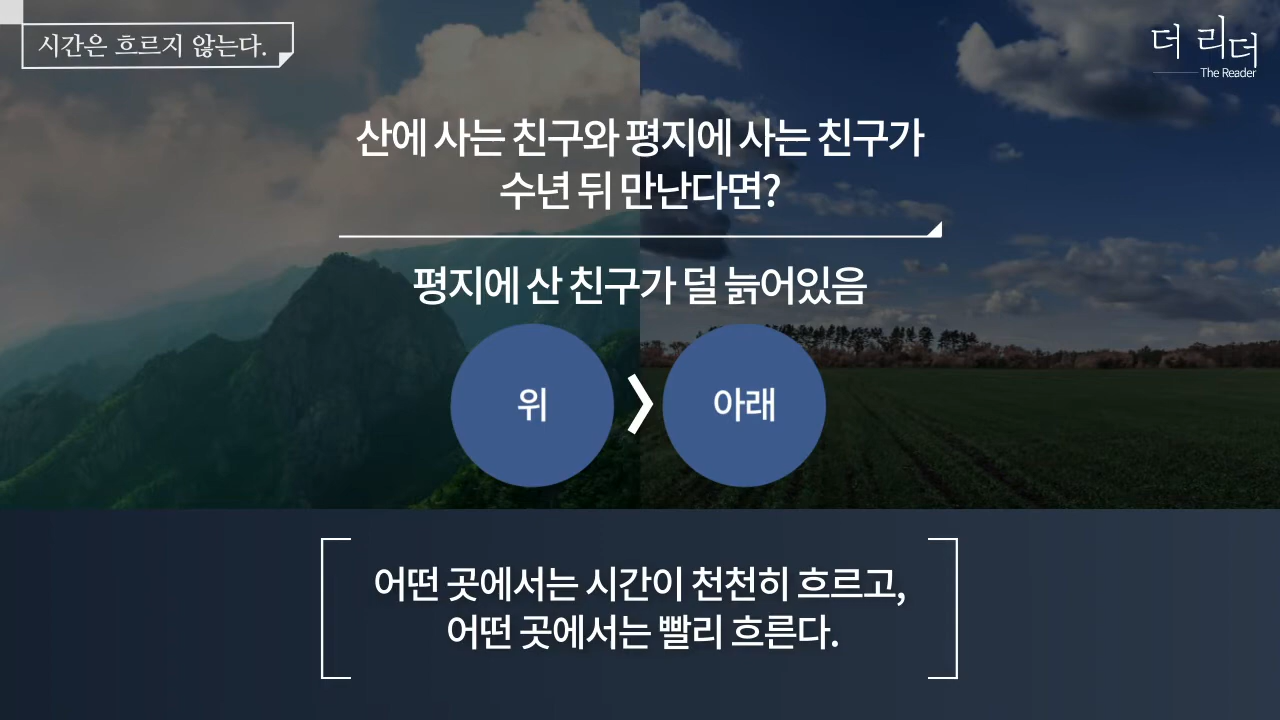 시간은 흐르지 않는다.
더 리더
The Reader
산에 사는 친구와 평지에 사는 친구가
수년 뒤 만난다면?
평지에 산 친구가 덜 늙어있음
위 > 아래
어떤 곳에서는 시간이 천천히 흐르고,
어떤 곳에서는 빨리 흐른다.